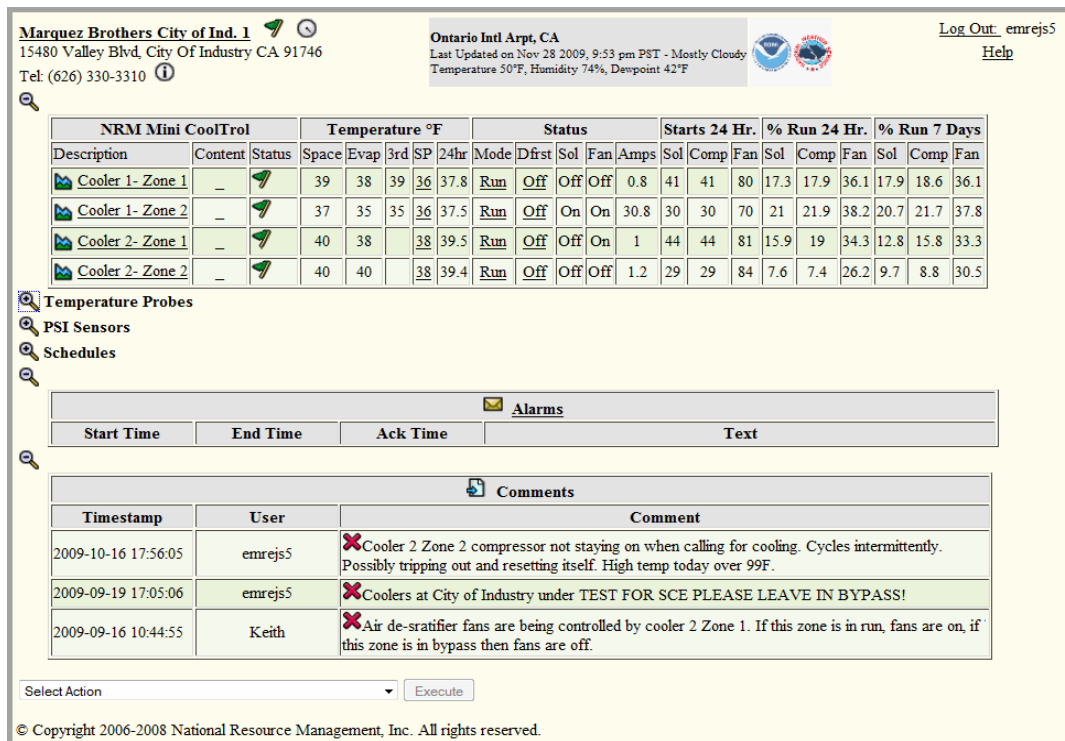 Marquez Brothers City of Ind. 1
15480 Valley Blvd, City Of Industry CA 91746
Tel: (626) 330-3310
Ontario Intl Arpt, CA
Last Updated on Nov 28 2009, 9:53 pm PST - Mostly Cloudy
Temperature 50°F, Humidity 74%, Dewpoint 42°F
Log Out: emrejs5
Help
NRM Mini CoolTrol Temperature °F Status Starts 24 Hr. % Run 24 Hr. % Run 7 Days
Description Content Status Space Evap 3rd SP 24hr Mode Dfrst Sol Fan Amps Sol Comp Fan Sol Comp Fan Sol Comp Fan
Cooler 1- Zone 1 _ 39 38 39 36 37.8 Run Off Off Off 0.8 41 41 80 17.3 17.9 36.1 17.9 18.6 36.1
Cooler 1- Zone 2 _ 37 35 35 36 37.5 Run Off On On 30.8 30 30 70 21 21.9 38.2 20.7 21.7 37.8
Cooler 2- Zone 1 _ 40 38 38 39.5 Run Off Off On 1 44 44 81 15.9 19 34.3 12.8 15.8 33.3
Cooler 2- Zone 2 _ 40 40 38 39.4 Run Off Off Off 1.2 29 29 84 7.6 7.4 26.2 9.7 8.8 30.5
Temperature Probes
PSI Sensors
Schedules
Alarms
Start Time End Time Ack Time Text
Comments
Timestamp User Comment
2009-10-16 17:56:05 emrejs5 Cooler 2 Zone 2 compressor not staying on when calling for cooling. Cycles intermittently.
Possibly tripping out and resetting itself. High temp today over 99F.
2009-09-19 17:05:06 emrejs5 Coolers at City of Industry under TEST FOR SCE PLEASE LEAVE IN BYPASS!
2009-09-16 10:44:55 Keith Air de-sratifier fans are being controlled by cooler 2 Zone 1. If this zone is in run, fans are on, if
this zone is in bypass then fans are off.
Select Action Execute
© Copyright 2006-2008 National Resource Management, Inc. All rights reserved.